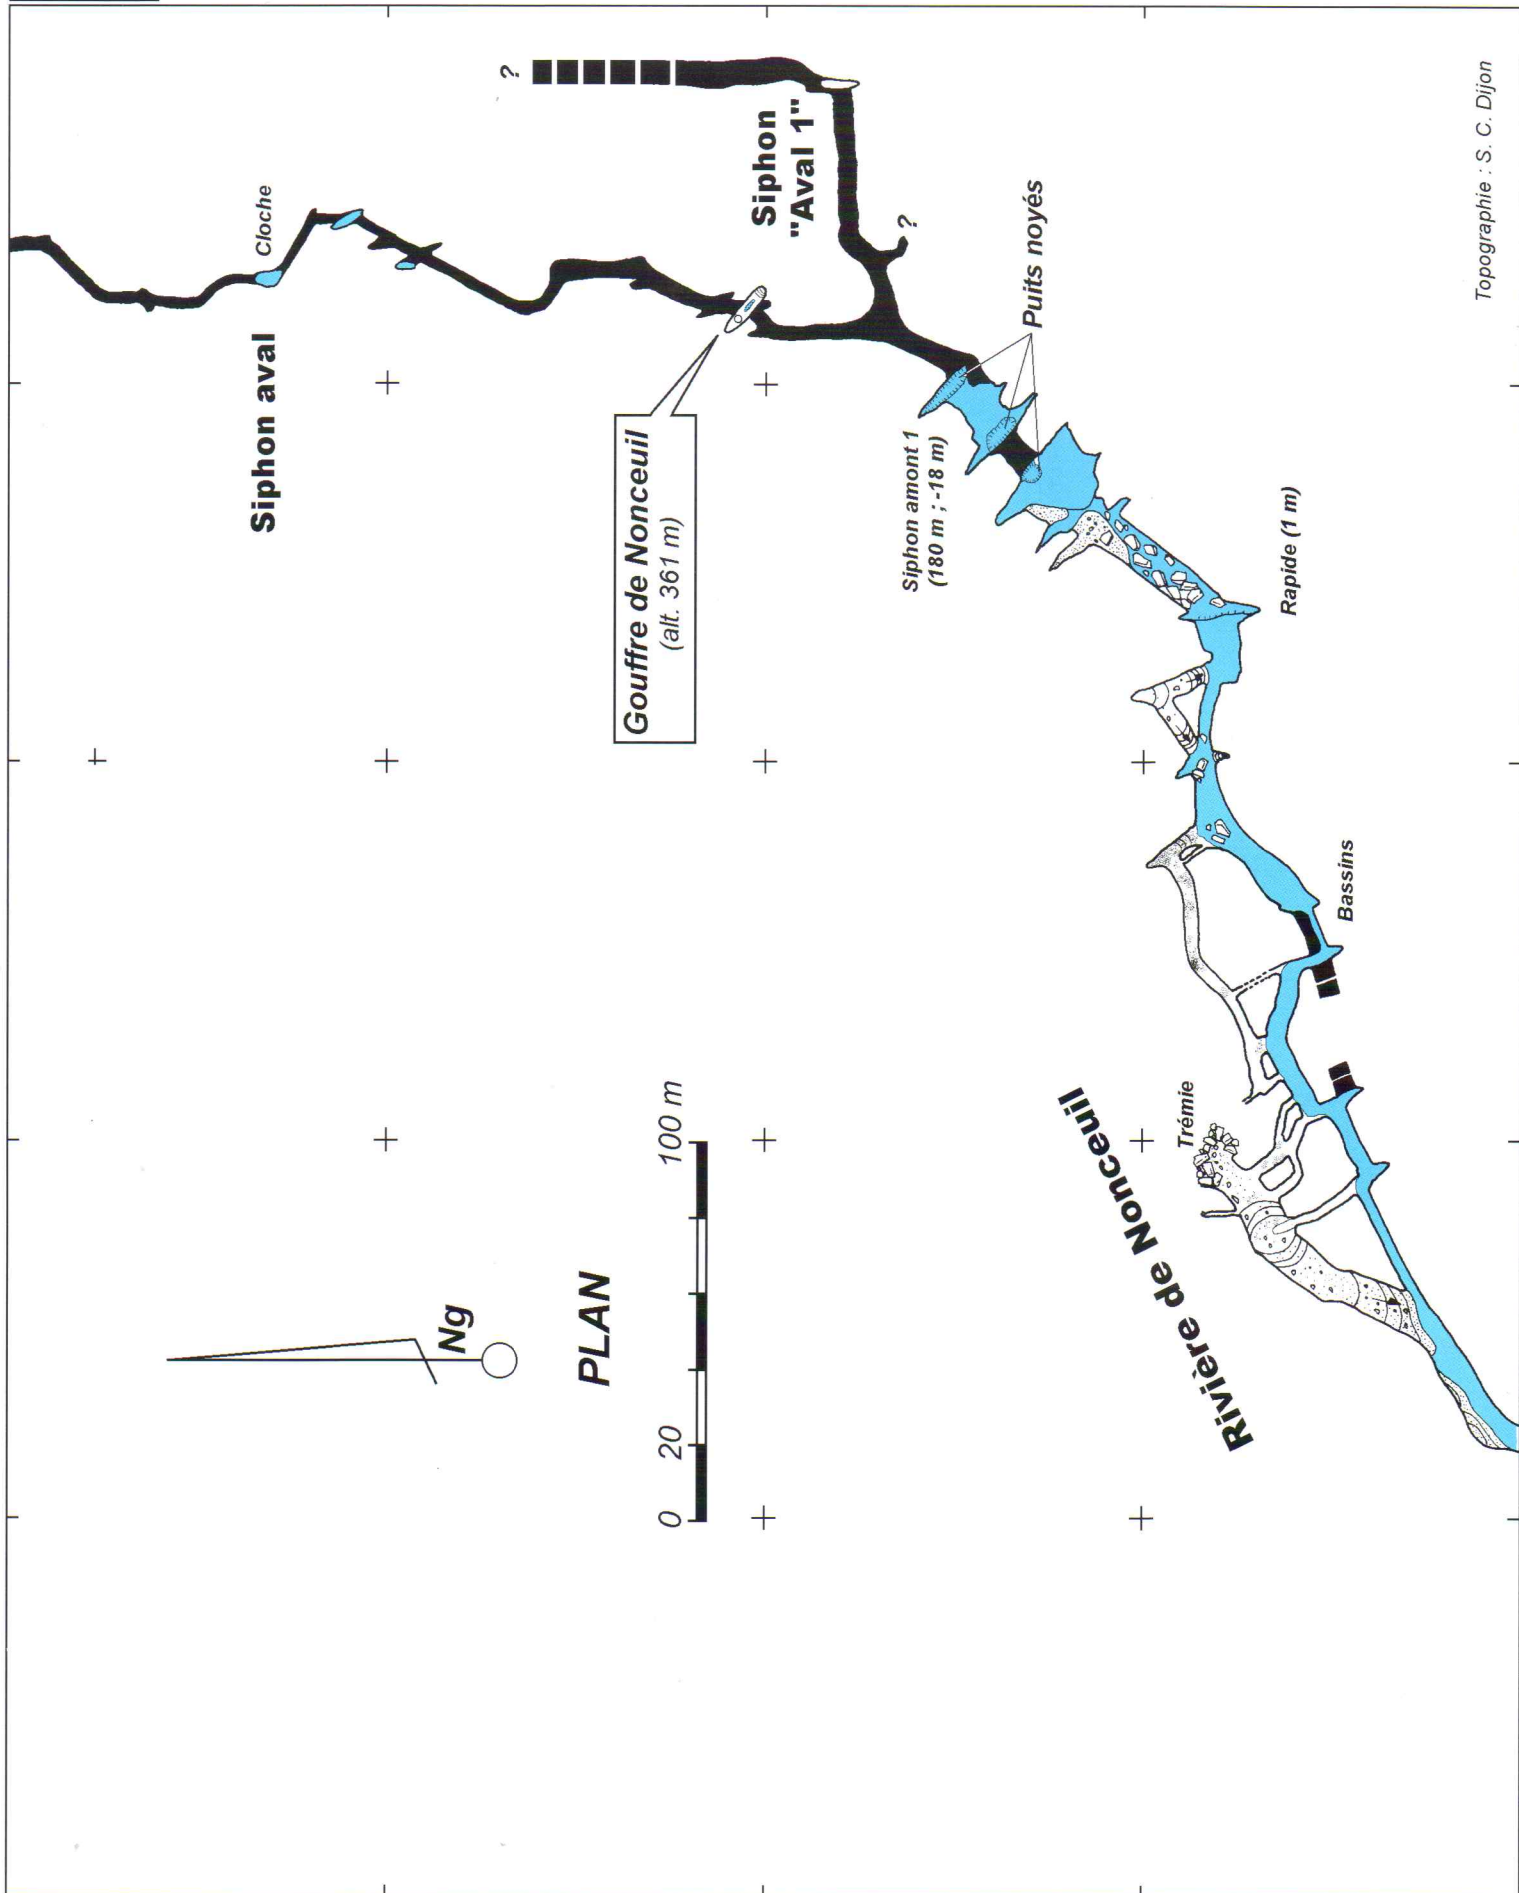 Siphon aval
Cloche
?
Siphon
"Aval 1"
?
Gouffre de Nonceuil
(alt. 361 m)
Siphon amont 1
(180 m ; -18 m)
Puits noyés
Rapide (1 m)
Bassins
Trémie
Rivière de Nonceuil
Ng
PLAN
0 20 100 m
Topographie : S. C. Dijon